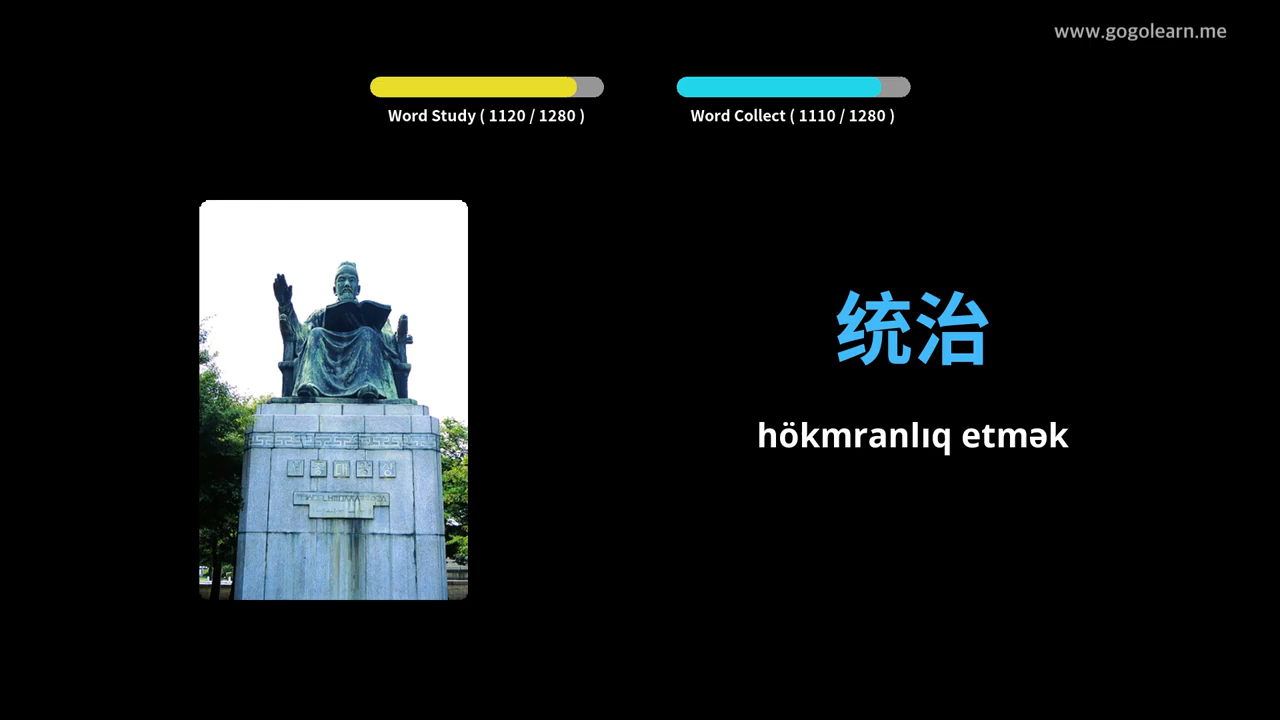 www.gogolearn.me
Word Study ( 1120 / 1280 )
Word Collect ( 1110 / 1280 )
统治
hökmranlıq etmək